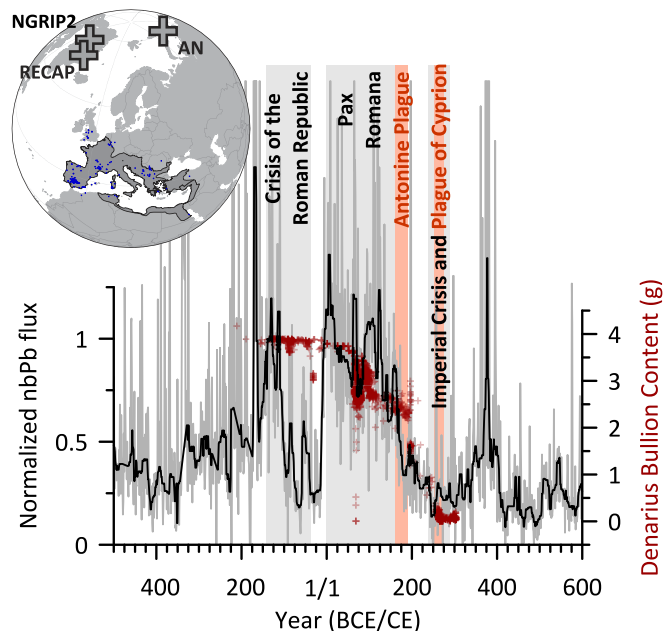 NGRIP2
AN
RECAP
Crisis of the
Roman Republic
Pax
Romana
Antonine Plague
Imperial Crisis and Plague of Cyprion
Normalized nbPb flux
1
0.5
0
4
3
2
1
0
Denarius Bullion Content (g)
400
200
1/1
200
400
600
Year (BCE/CE)